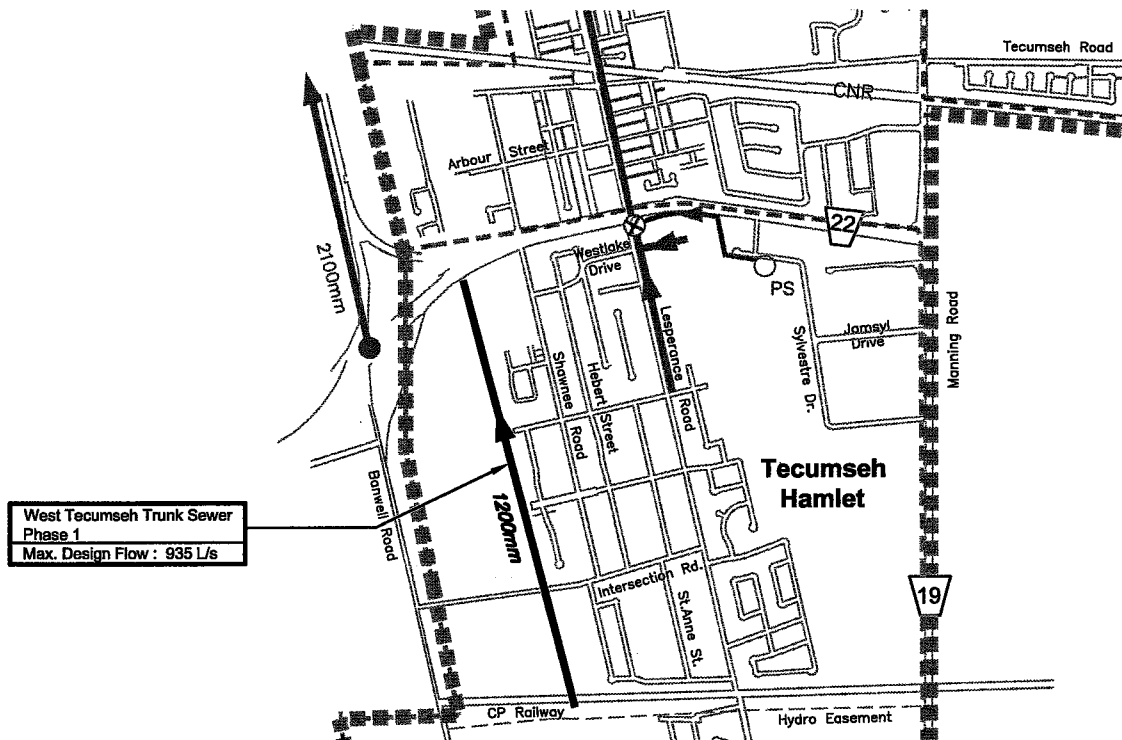 Tecumseh Road
CNR
Arbour Street
22
2100mm
Westlake
Drive
PS
Lesperance
Road
Jamsyl
Drive
Manning Road
Sylvestre Dr.
Shawnee
Road
Hebert
Street
Tecumseh
Hamlet
1200mm
Banwell Road
West Tecumseh Trunk Sewer
Phase 1
Max. Design Flow : 935 L/s
Intersection Rd.
St.Anne St.
19
CP Railway
Hydro Easement